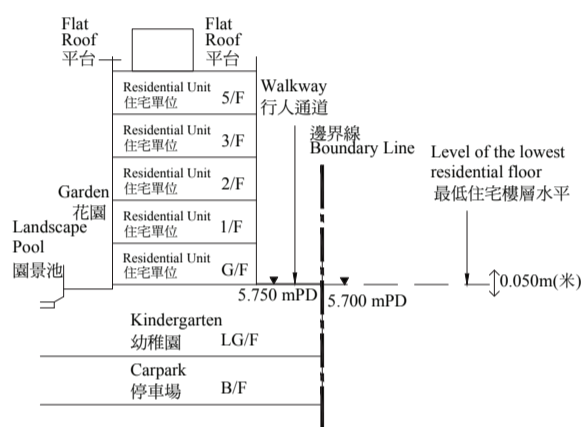 Flat
Roof
平台
Flat
Roof
平台
Residential Unit
住宅單位
5/F
Walkway
行人通道
Residential Unit
住宅單位
3/F
邊界線
Boundary Line
Level of the lowest
residential floor
最低住宅樓層水平
Residential Unit
住宅單位
2/F
Garden
花園
Residential Unit
住宅單位
1/F
Landscape
Pool
園景池
Residential Unit
住宅單位
G/F
5.750 mPD
5.700 mPD
0.050m(米)
Kindergarten
幼稚園
LG/F
Carpark
停車場
B/F